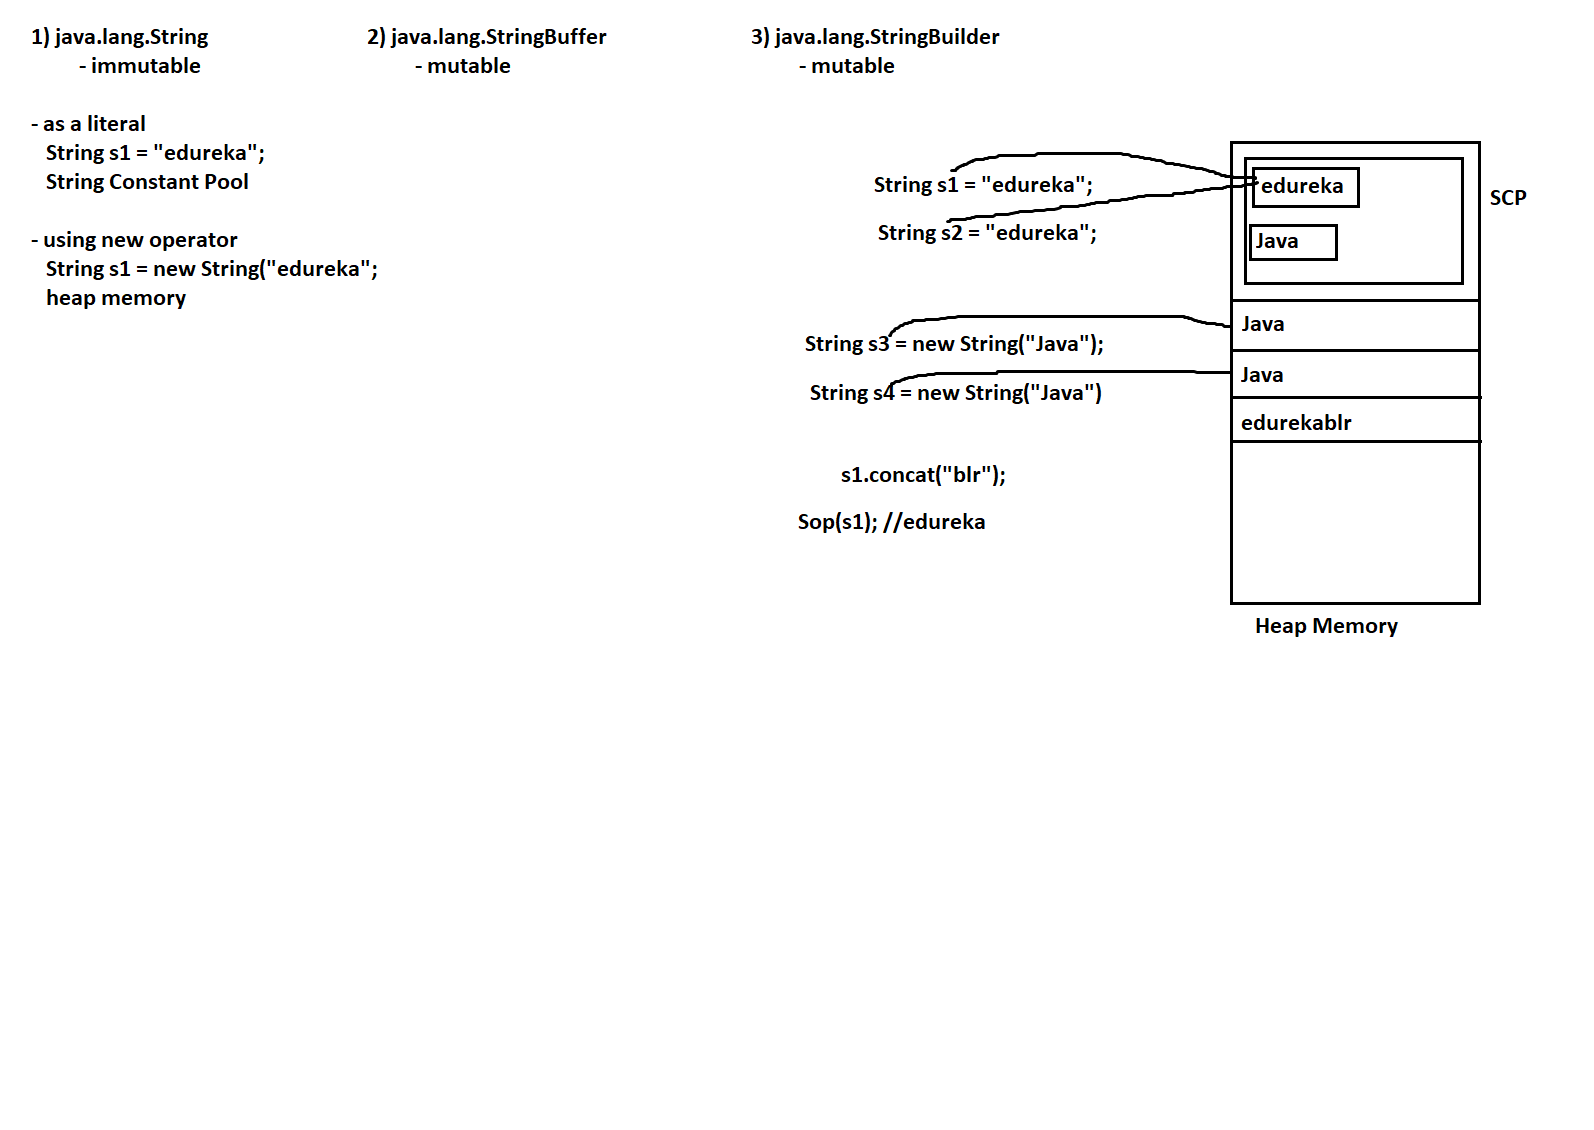 1) java.lang.String
- immutable
2) java.lang.StringBuffer
- mutable
3) java.lang.StringBuilder
- mutable
- as a literal
String s1 = "edureka";
String Constant Pool
- using new operator
String s1 = new String("edureka";
heap memory
String s1 = "edureka";
String s2 = "edureka";
String s3 = new String("Java");
String s4 = new String("Java")
s1.concat("blr");
Sop(s1); //edureka
edureka
SCP
Java
Java
Java
edurekablr
Heap Memory